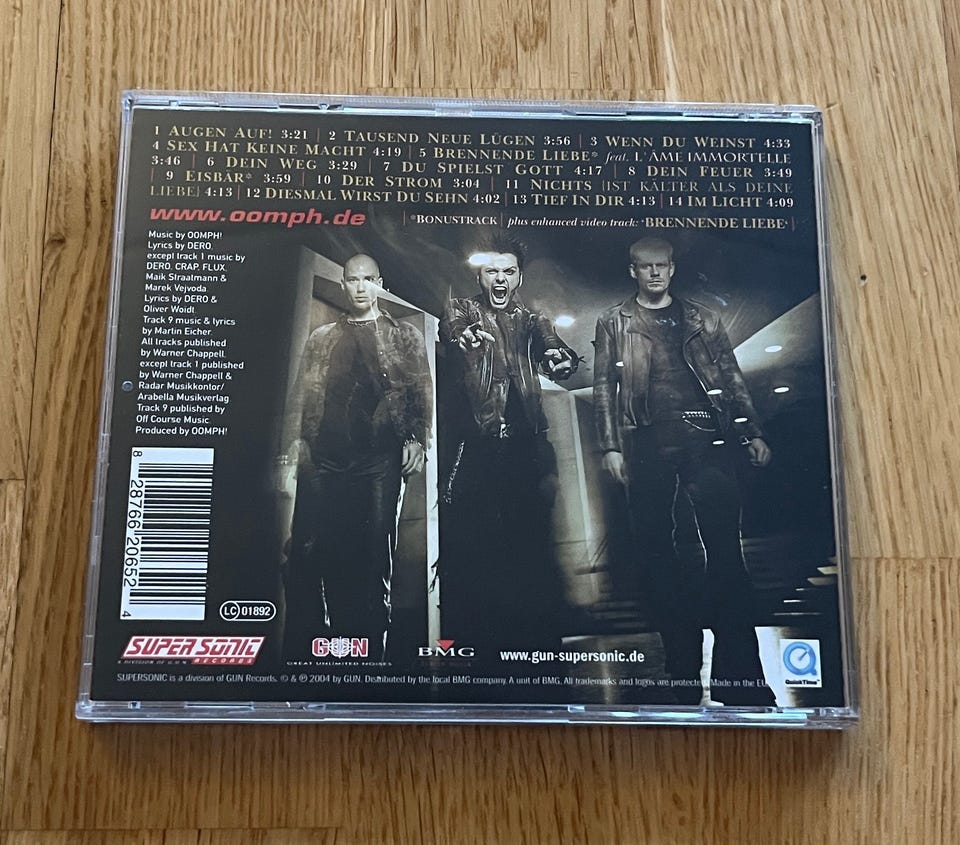 1 AUGEN AUF! 3:21 | 2 TAUSEND NEUE LÜGEN 3:56 | 3 WENN DU WEINST 4:33
4 SEX HAT KEINE MACHT 4:19 | 5 BRENNENDE LIEBE* feat. L'ÂME IMMORTELLE
3:46 | 6 DEIN WEG 3:29 | 7 DU SPIELST GOTT 4:17 | 8 DEIN FEUER 3:49
| 9 EISBÄR* 3:59 | 10 DER STROM 3:04 | 11 NICHTS (IST KÄLTER ALS DEINE
LIEBE) 4:13 | 12 DIESMAL WIRST DU SEHN 4:02 | 13 TIEF IN DIR 4:13 | 14 IM LICHT 4:09
www.oomph.de | *BONUSTRACK | plus enhanced video track: "BRENNENDE LIEBE" |
Music by OOMPH!
Lyrics by DERO.
except track 1 music by
DERO. CRAP. FLUX.
Maik Straatmann &
Marek Vejvoda.
Lyrics by DERO &
Oliver Woidt.
Track 9 music & lyrics
by Martin Eicher.
All tracks published
by Warner Chappell.
except track 1 published
by Warner Chappell &
Radar Musikkontor/
Arabella Musikverlag.
Track 9 published by
Off Course Music.
Produced by OOMPH!
8 28766 20652 4
LC 01892
SUPERSONIC
A DIVISION OF G.U.N. RECORDS
GUN
GREAT UNLIMITED NOISES
BMG
www.gun-supersonic.de
QuickTime™
SUPERSONIC is a division of GUN Records. © & ℗ 2004 by GUN. Distributed by the local BMG company. A unit of BMG. All trademarks and logos are protected. Made in the EU